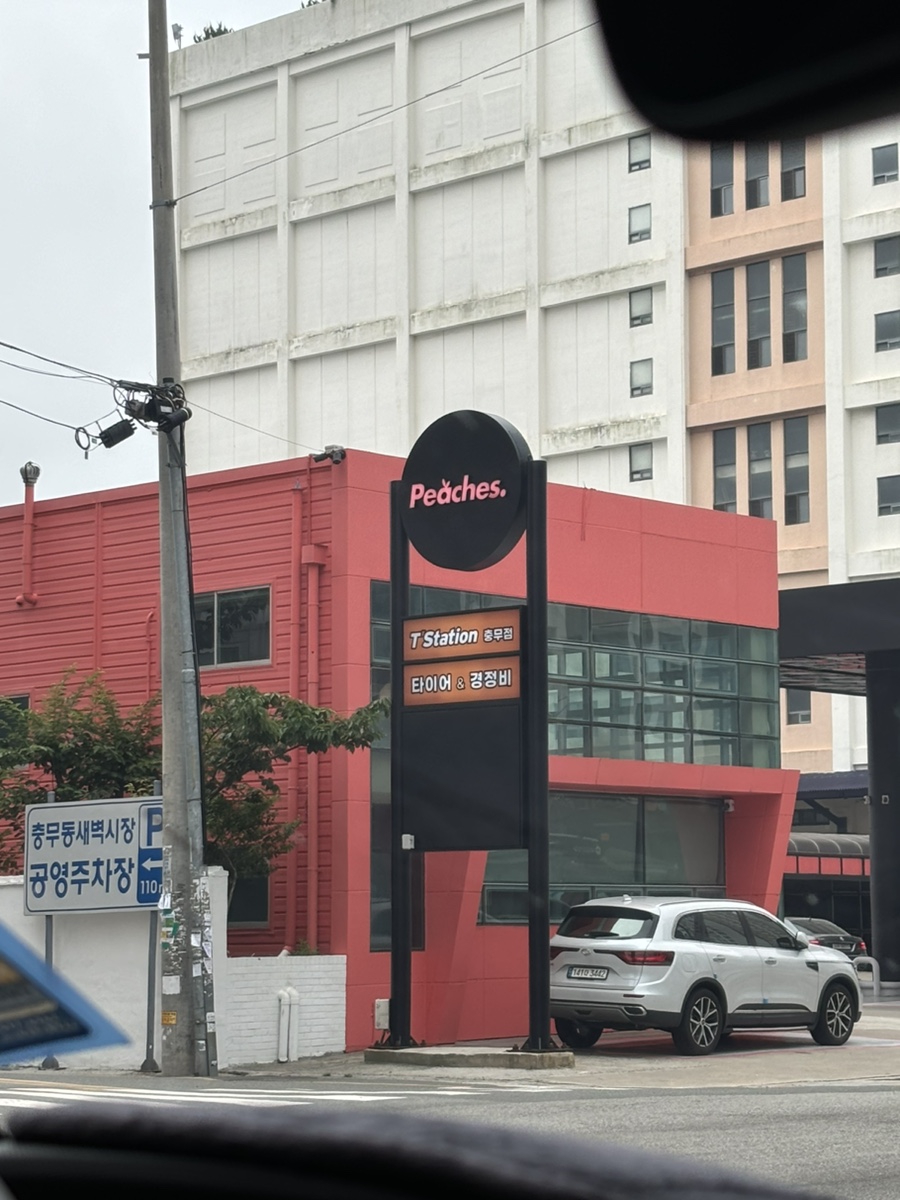 Peaches.
T'Station 충무점
타이어 & 경정비
충무동새벽시장
공영주차장
P
110m